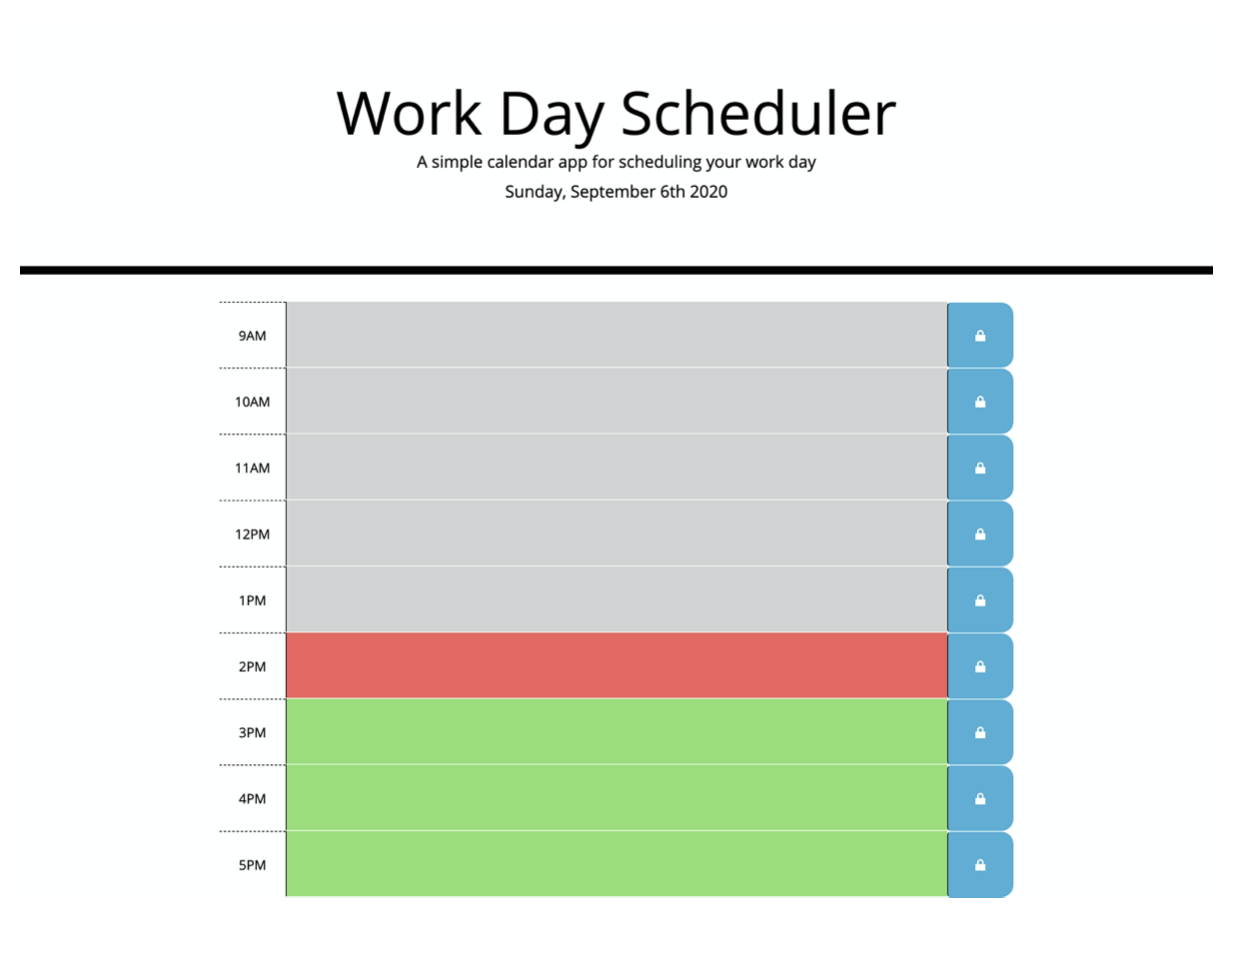 Work Day Scheduler
A simple calendar app for scheduling your work day
Sunday, September 6th 2020
9AM
10AM
11AM
12PM
1PM
2PM
3PM
4PM
5PM